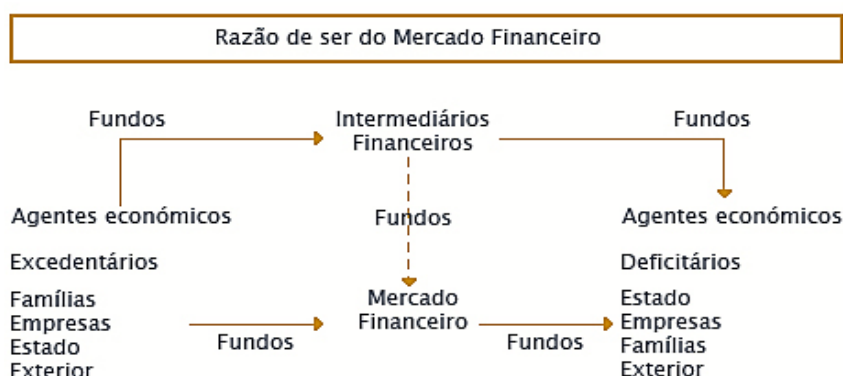 Razão de ser do Mercado Financeiro
Fundos
Intermediários
Financeiros
Fundos
Agentes económicos
Fundos
Agentes económicos
Excedentários
Deficitários
Famílias
Empresas
Estado
Exterior
Fundos
Mercado
Financeiro
Fundos
Estado
Empresas
Famílias
Exterior